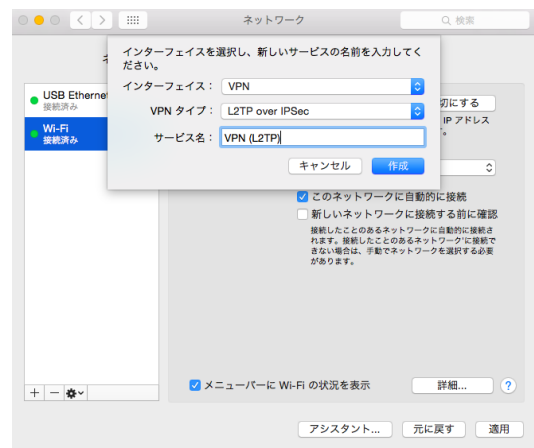 ネットワーク
検索
インターフェイスを選択し、新しいサービスの名前を入力してく
ださい。
インターフェイス： VPN
VPN タイプ： L2TP over IPSec
サービス名： VPN (L2TP)
キャンセル 作成
USB Etherne
接続済み
Wi-Fi
接続済み
切にする
IP アドレス
。
このネットワークに自動的に接続
新しいネットワークに接続する前に確認
接続したことのあるネットワークに自動的に接続さ
れます。接続したことのあるネットワークに接続で
きない場合は、手動でネットワークを選択する必要
があります。
メニューバーに Wi-Fi の状況を表示
詳細... ?
アシスタント... 元に戻す 適用